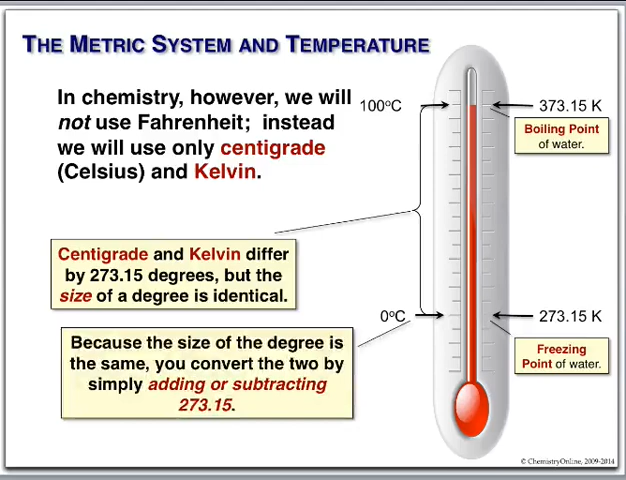 THE METRIC SYSTEM AND TEMPERATURE
In chemistry, however, we will
not use Fahrenheit;  instead
we will use only centigrade
(Celsius) and Kelvin.
100°C
373.15 K
Boiling Point
of water.
Centigrade and Kelvin differ
by 273.15 degrees, but the
size of a degree is identical.
0°C
273.15 K
Because the size of the degree is
the same, you convert the two by
simply adding or subtracting
273.15.
Freezing
Point of water.
© ChemistryOnline, 2009-2014